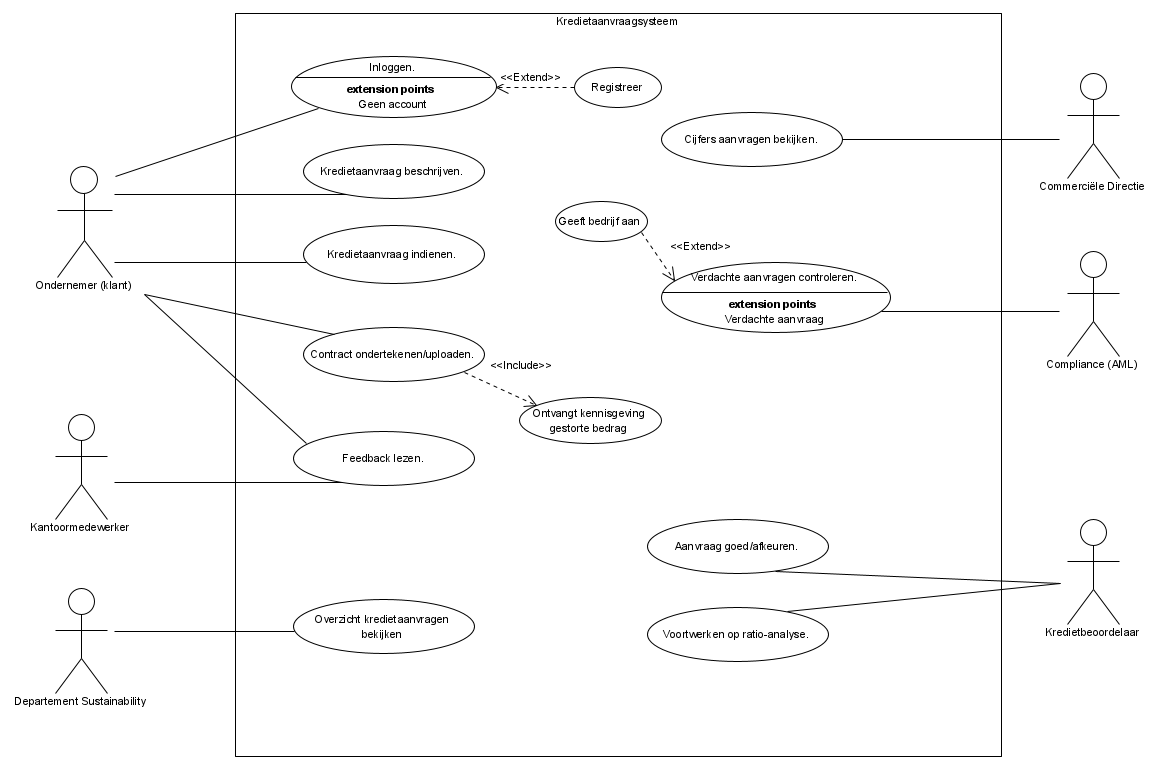 Kredietaanvraagsysteem
Inloggen.
extension points
Geen account
<<Extend>>
Registreer
Cijfers aanvragen bekijken.
Commerciële Directie
Kredietaanvraag beschrijven.
Ondernemer (klant)
Geeft bedrijf aan
<<Extend>>
Kredietaanvraag indienen.
Verdachte aanvragen controleren.
extension points
Verdachte aanvraag
Compliance (AML)
Contract ondertekenen/uploaden.
<<Include>>
Ontvangt kennisgeving
gestorte bedrag
Feedback lezen.
Kantoormedewerker
Aanvraag goed/afkeuren.
Kredietbeoordelaar
Overzicht kredietaanvragen
bekijken
Voortwerken op ratio-analyse.
Departement Sustainability